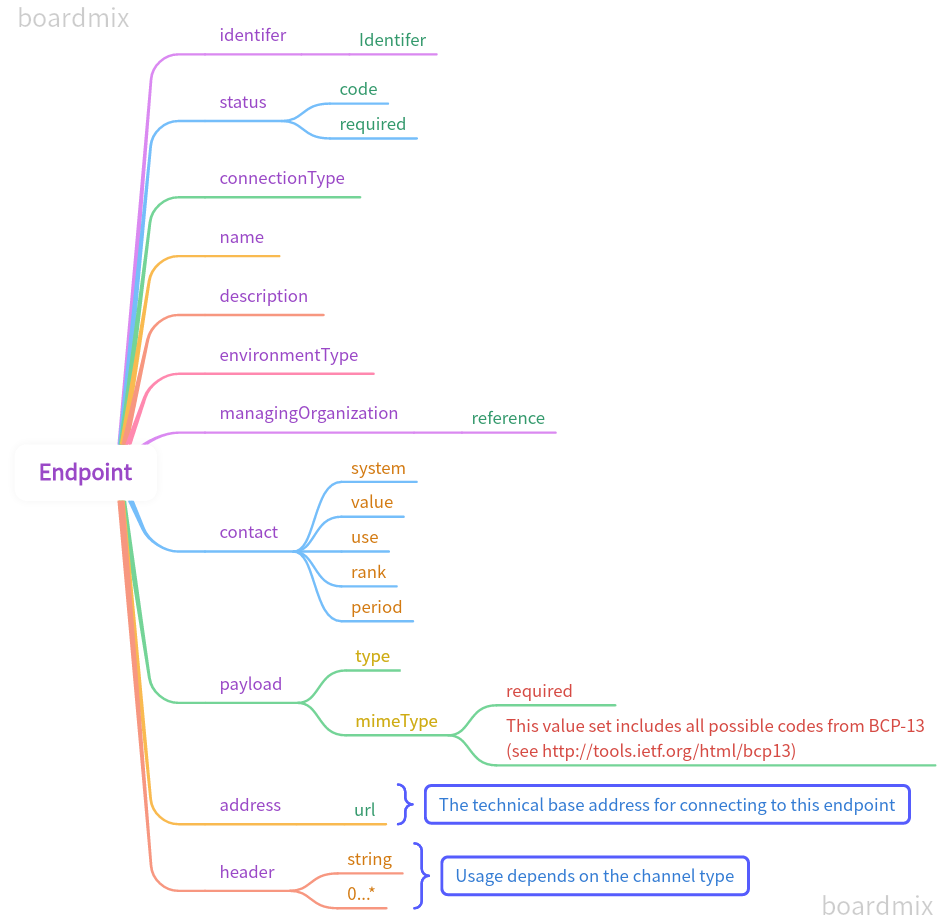 boardmix
identifer
Identifer
status
code
required
connectionType
name
description
environmentType
managingOrganization
reference
Endpoint
contact
system
value
use
rank
period
payload
type
mimeType
required
This value set includes all possible codes from BCP-13
(see http://tools.ietf.org/html/bcp13)
address
url
The technical base address for connecting to this endpoint
header
string
0...*
Usage depends on the channel type
boardmix